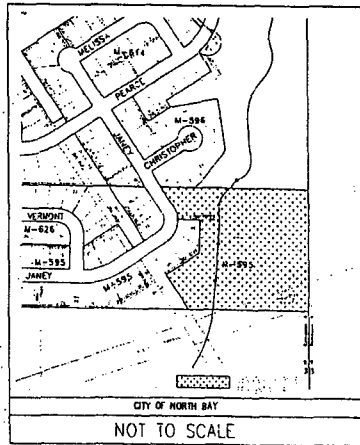 MELISSA
M-
PEARCE
M-596
JANEY
CHRISTOPHER
VERMONT
M-626
M-595
JANEY
M-595
M-595
CITY OF NORTH BAY
NOT TO SCALE